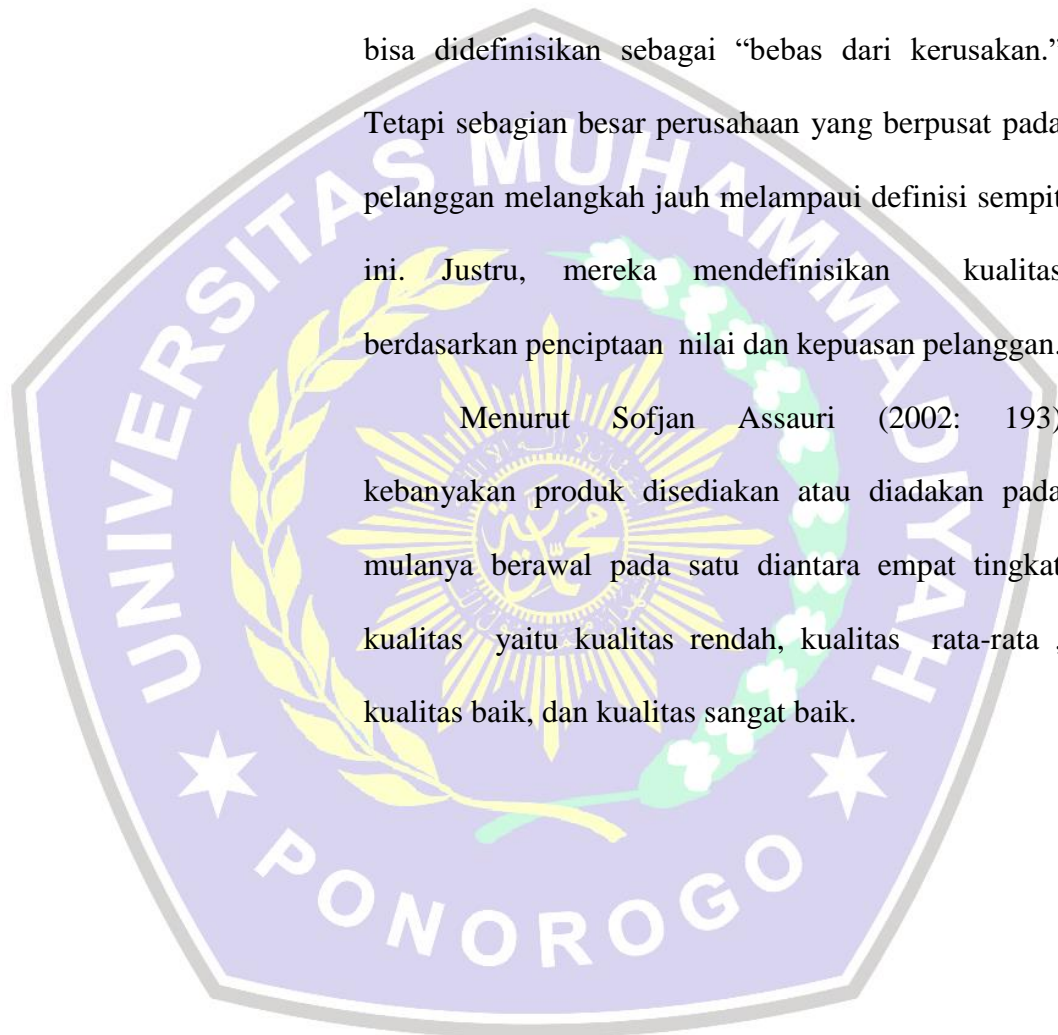 bisa didefinisikan sebagai “bebas dari kerusakan.”
Tetapi sebagian besar perusahaan yang berpusat pada
pelanggan melangkah jauh melampaui definisi sempit
ini. Justru, mereka mendefinisikan kualitas
berdasarkan penciptaan nilai dan kepuasan pelanggan.
Menurut Sofjan Assauri (2002: 193)
kebanyakan produk disediakan atau diadakan pada
mulanya berawal pada satu diantara empat tingkat
kualitas yaitu kualitas rendah, kualitas rata-rata ,
kualitas baik, dan kualitas sangat baik.
UNIVERSITAS MUHAMMADIYAH
PONOROGO